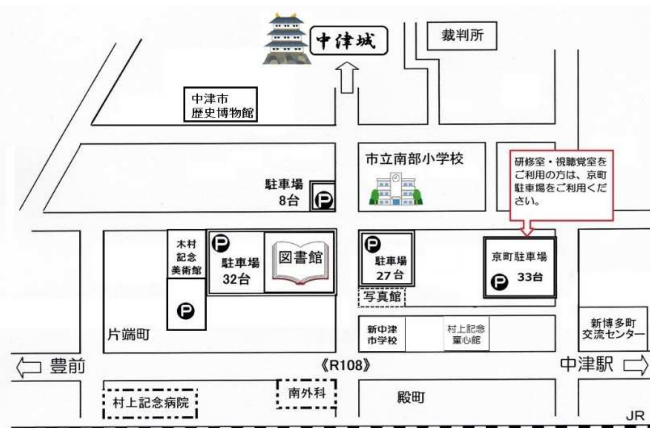 中津城
裁判所
中津市
歴史博物館
市立南部小学校
研修室・視聴覚室を
ご利用の方は、京町
駐車場をご利用くだ
さい。
駐車場
8台
P
木村
記念
美術館
P
P
駐車場
32台
図書館
P
駐車場
27台
写真館
京町駐車場
P
33台
新中津
市学校
村上記念
童心館
新博多町
交流センター
片端町
豊前
《R108》
中津駅
村上記念病院
南外科
殿町
JR